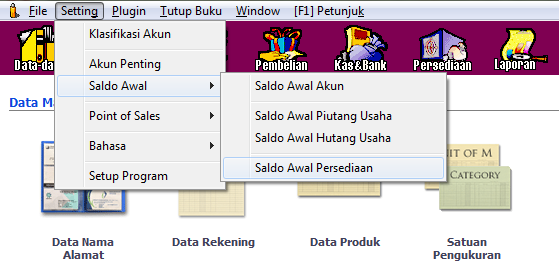 File Setting Plugin Tutup Buku Window [F1] Petunjuk
Klasifikasi Akun
Akun Penting
Saldo Awal
Point of Sales
Bahasa
Setup Program
Saldo Awal Akun
Saldo Awal Piutang Usaha
Saldo Awal Hutang Usaha
Saldo Awal Persediaan
Data-da
Pembelian
Kas&Bank
Persediaan
Laporan
Data Ma
IT OF M
CATEGORY
Data Nama
Alamat
Data Rekening
Data Produk
Satuan
Pengukuran